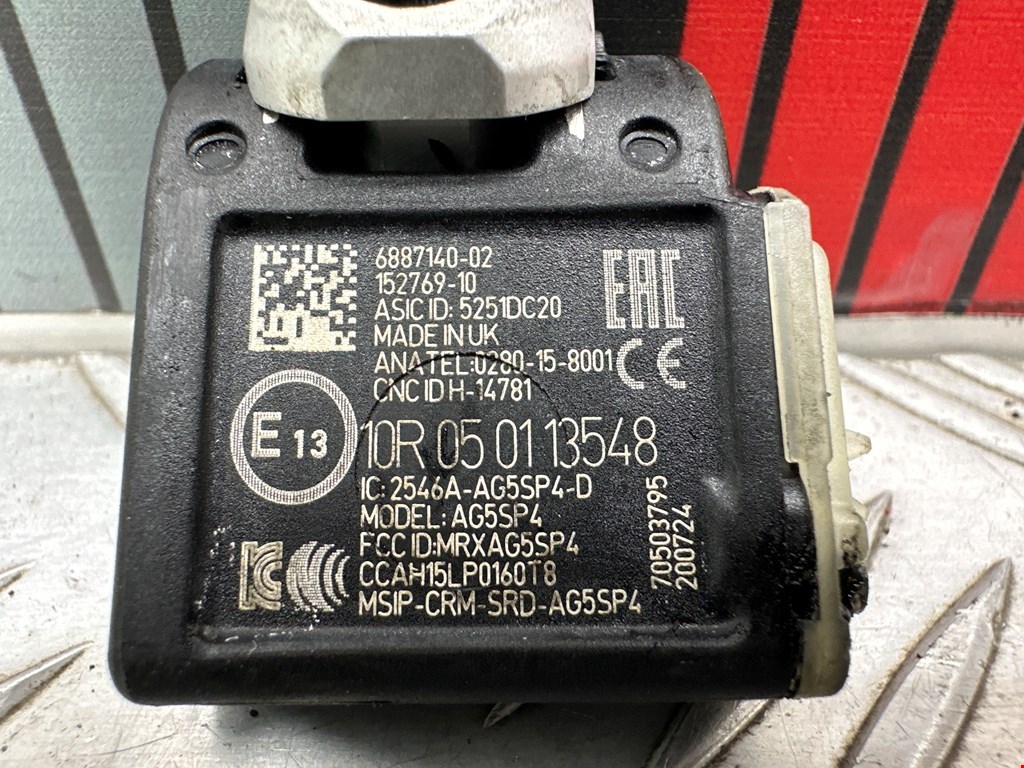 6887140-02
152769-10
ASIC ID: 5251DC20
MADE IN UK
ANATEL:0280-15-8001
CNC ID H-14781
EAC
CE
E 13
10R 05 01 13548
IC: 2546A-AG5SP4-D
MODEL: AG5SP4
FCC ID:MRXAG5SP4
CCAH15LP0160T8
MSIP-CRM-SRD-AG5SP4
70503795
200724